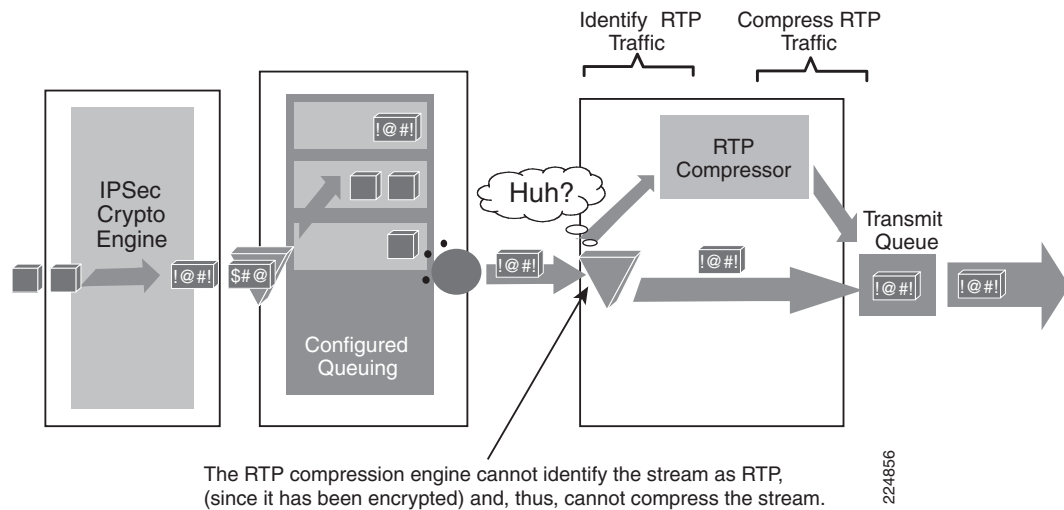 Identify RTP
Traffic
Compress RTP
Traffic
!@#!
IPSec
Crypto
Engine
RTP
Compressor
Huh?
Transmit
Queue
!@#!
$#@
!@#!
!@#!
!@#!
!@#!
Configured
Queuing
The RTP compression engine cannot identify the stream as RTP,
(since it has been encrypted) and, thus, cannot compress the stream.
224856